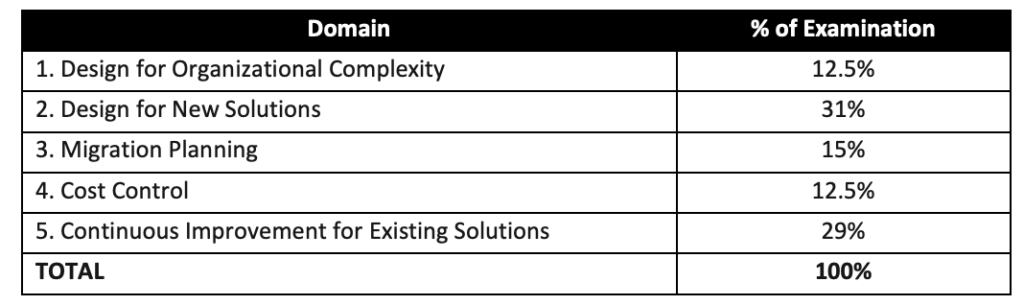 Domain % of Examination
1. Design for Organizational Complexity 12.5%
2. Design for New Solutions 31%
3. Migration Planning 15%
4. Cost Control 12.5%
5. Continuous Improvement for Existing Solutions 29%
TOTAL 100%